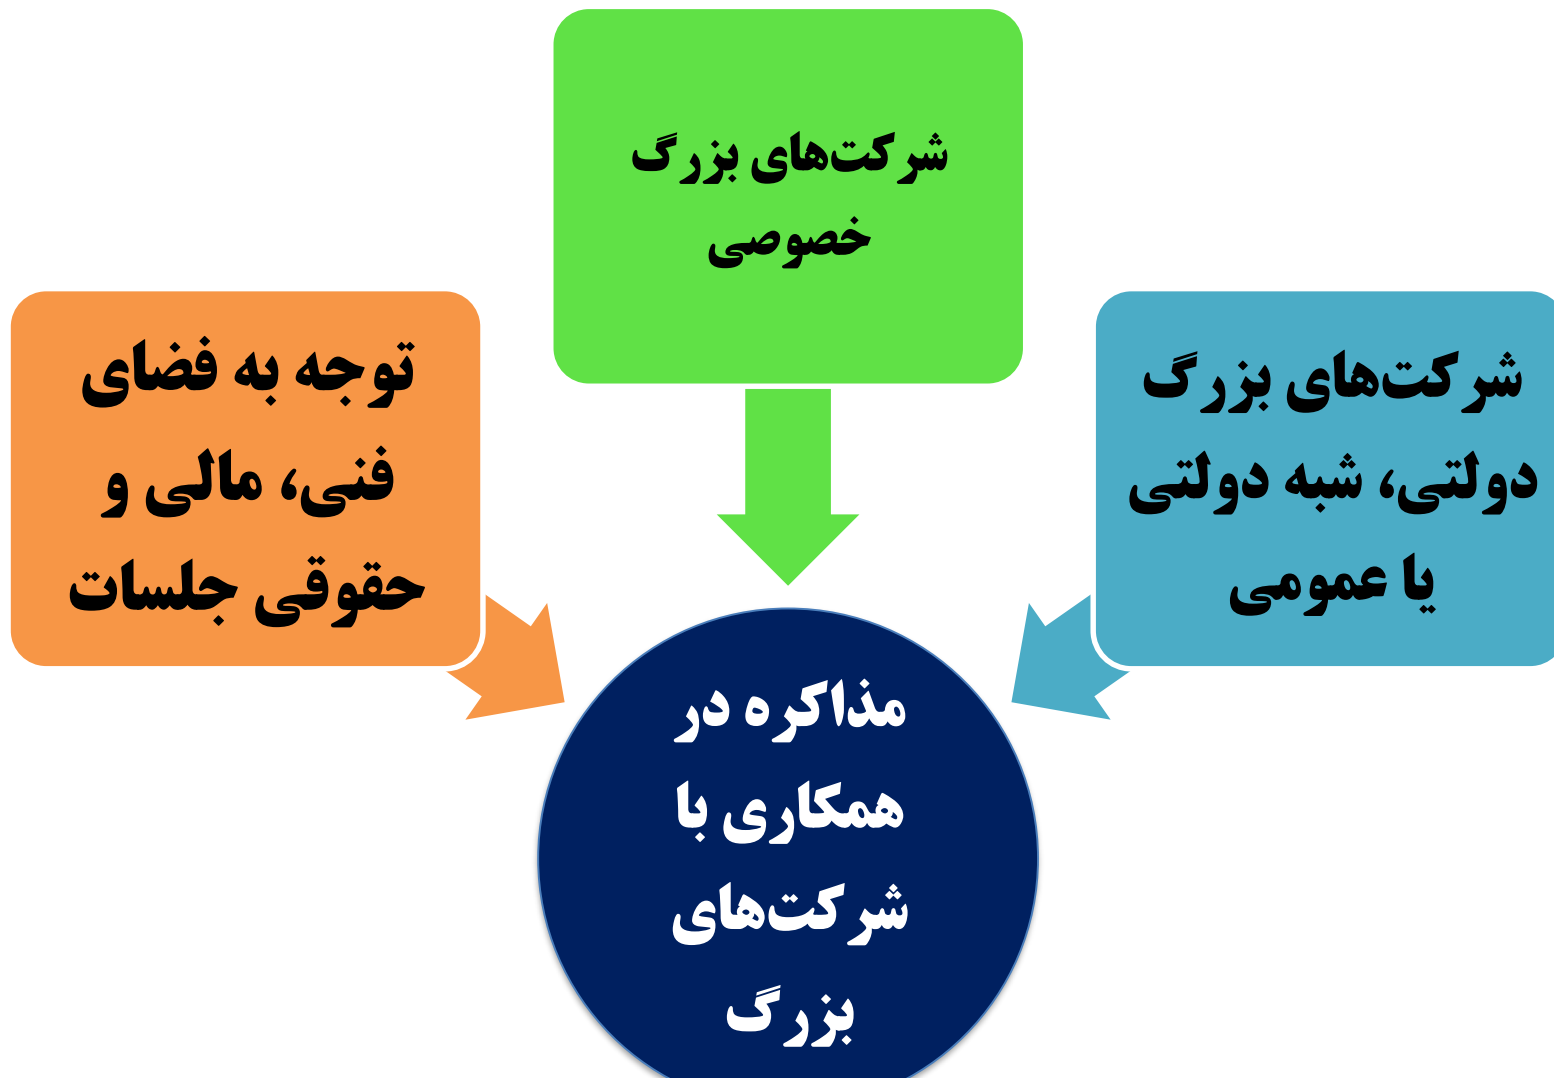 شرکت‌های بزرگ
خصوصی
شرکت‌های بزرگ
دولتی، شبه دولتی
یا عمومی
توجه به فضای
فنی، مالی و
حقوقی جلسات
مذاکره در
همکاری با
شرکت‌های
بزرگ